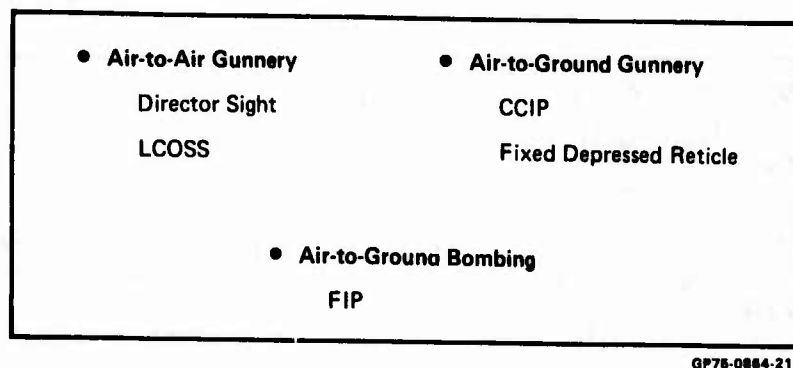 ● Air-to-Air Gunnery
Director Sight
LCOSS
● Air-to-Ground Gunnery
CCIP
Fixed Depressed Reticle
● Air-to-Ground Bombing
FIP
GP75-0864-21